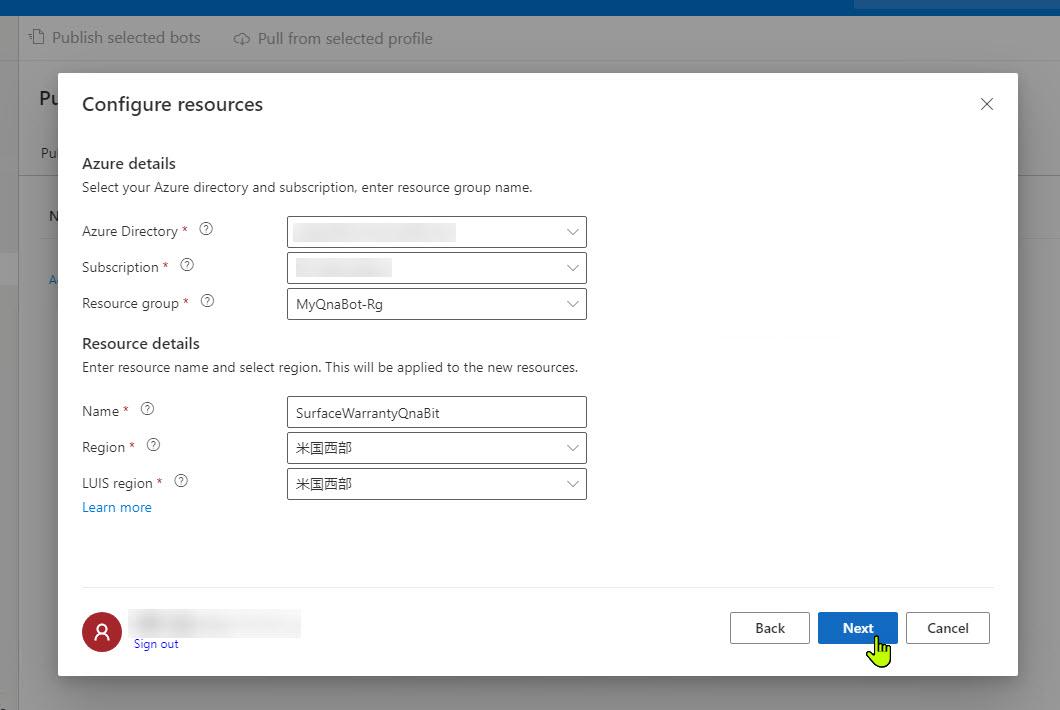 Publish selected bots Pull from selected profile
Pu
Configure resources
Pu
Azure details
Select your Azure directory and subscription, enter resource group name.
N
Azure Directory *
Subscription *
A
Resource group * MyQnaBot-Rg
Resource details
Enter resource name and select region. This will be applied to the new resources.
Name * SurfaceWarrantyQnaBit
Region * 米国西部
LUIS region * 米国西部
Learn more
Sign out
Back Next Cancel